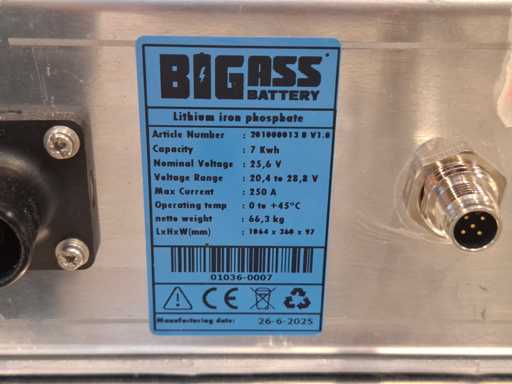 BIGASS
BATTERY
Lithium iron phosphate
Article Number : 201000013 B V1.0
Capacity : 7 Kwh
Nominal Voltage : 25,6 V
Voltage Range : 20,4 to 28,8 V
Max Current : 250 A
Operating temp : 0 to +45°C
netto weight : 66,3 kg
LxHxW(mm) : 1064 x 260 x 97
01036-0007
CE
Manufacturing date: 26-6-2025